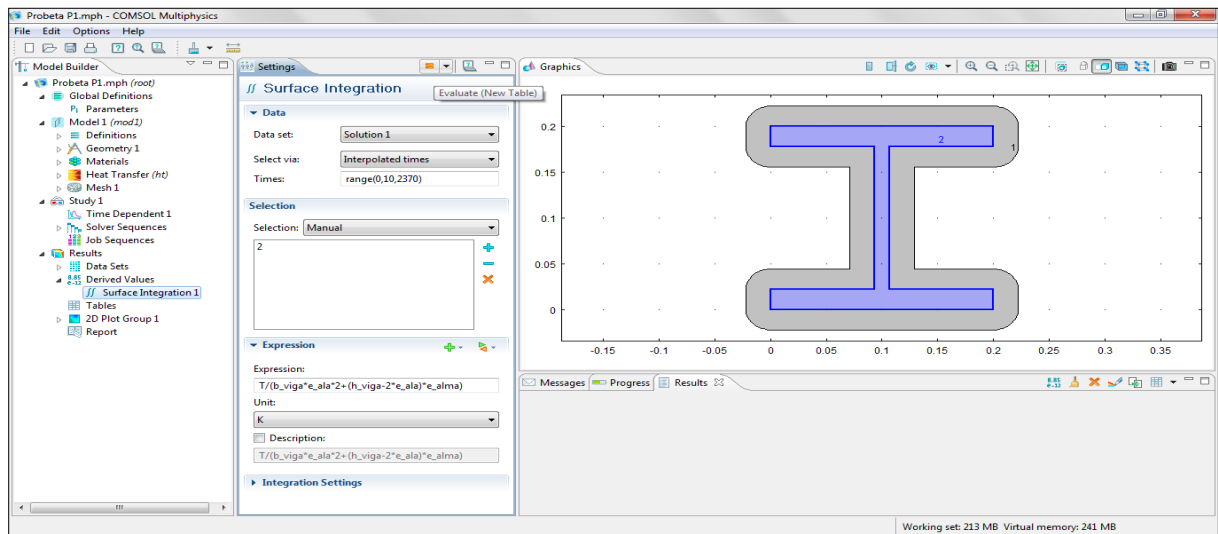 Probeta P1.mph - COMSOL Multiphysics
File Edit Options Help
Model Builder
Probeta P1.mph (root)
Global Definitions
Pi Parameters
Model 1 (mod1)
Definitions
Geometry 1
Materials
Heat Transfer (ht)
Mesh 1
Study 1
Time Dependent 1
Solver Sequences
Job Sequences
Results
Data Sets
8.85
e-12
Derived Values
Surface Integration 1
Tables
2D Plot Group 1
Report
Settings
Surface Integration
Evaluate (New Table)
Data
Data set: Solution 1
Select via: Interpolated times
Times: range(0,10,2370)
Selection
Selection: Manual
2
Expression
Expression:
T/(b_viga*e_ala*2+(h_viga-2*e_ala)*e_alma)
Unit:
K
Description:
T/(b_viga*e_ala*2+(h_viga-2*e_ala)*e_alma)
Integration Settings
Graphics
0.2
0.15
0.1
0.05
0
-0.15 -0.1 -0.05 0 0.05 0.1 0.15 0.2 0.25 0.3 0.35
2
1
Messages Progress Results
8.85
e-12
Working set: 213 MB Virtual memory: 241 MB